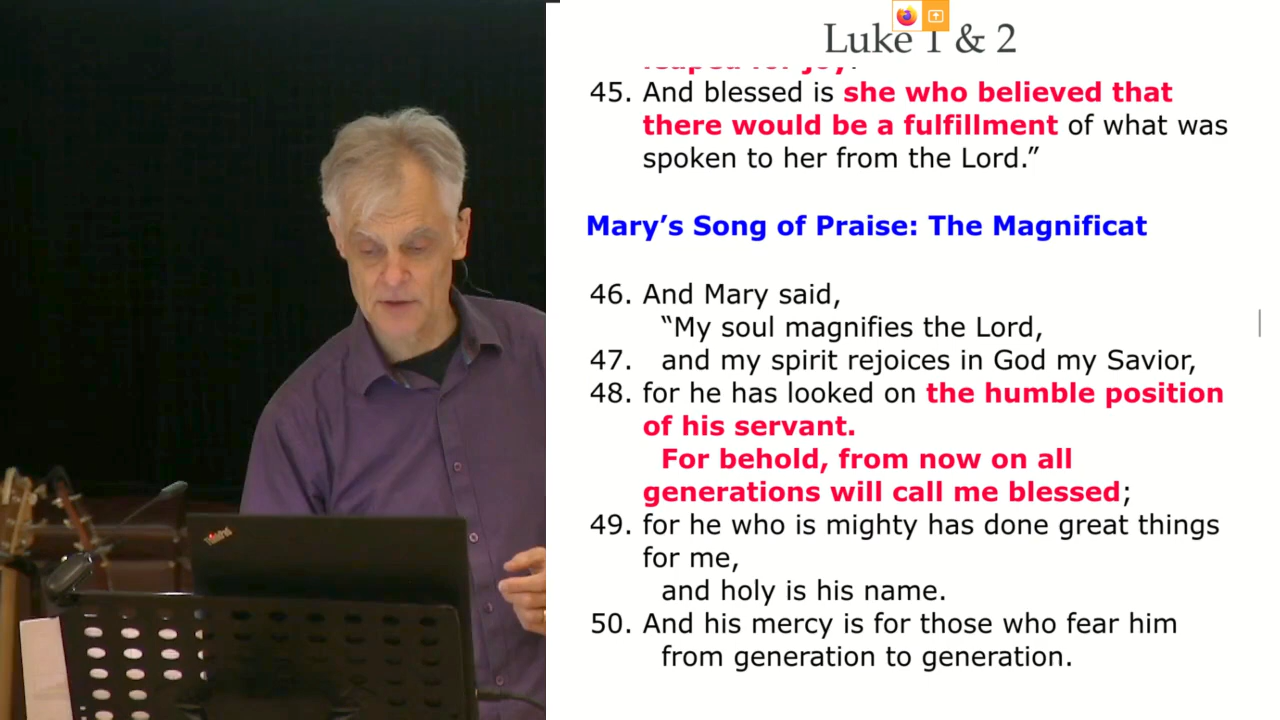 Luke 1 & 2
leaped for joy.
45. And blessed is she who believed that
there would be a fulfillment of what was
spoken to her from the Lord.”
Mary’s Song of Praise: The Magnificat
46. And Mary said,
“My soul magnifies the Lord,
47. and my spirit rejoices in God my Savior,
48. for he has looked on the humble position
of his servant.
For behold, from now on all
generations will call me blessed;
49. for he who is mighty has done great things
for me,
and holy is his name.
50. And his mercy is for those who fear him
from generation to generation.
ThinkPad